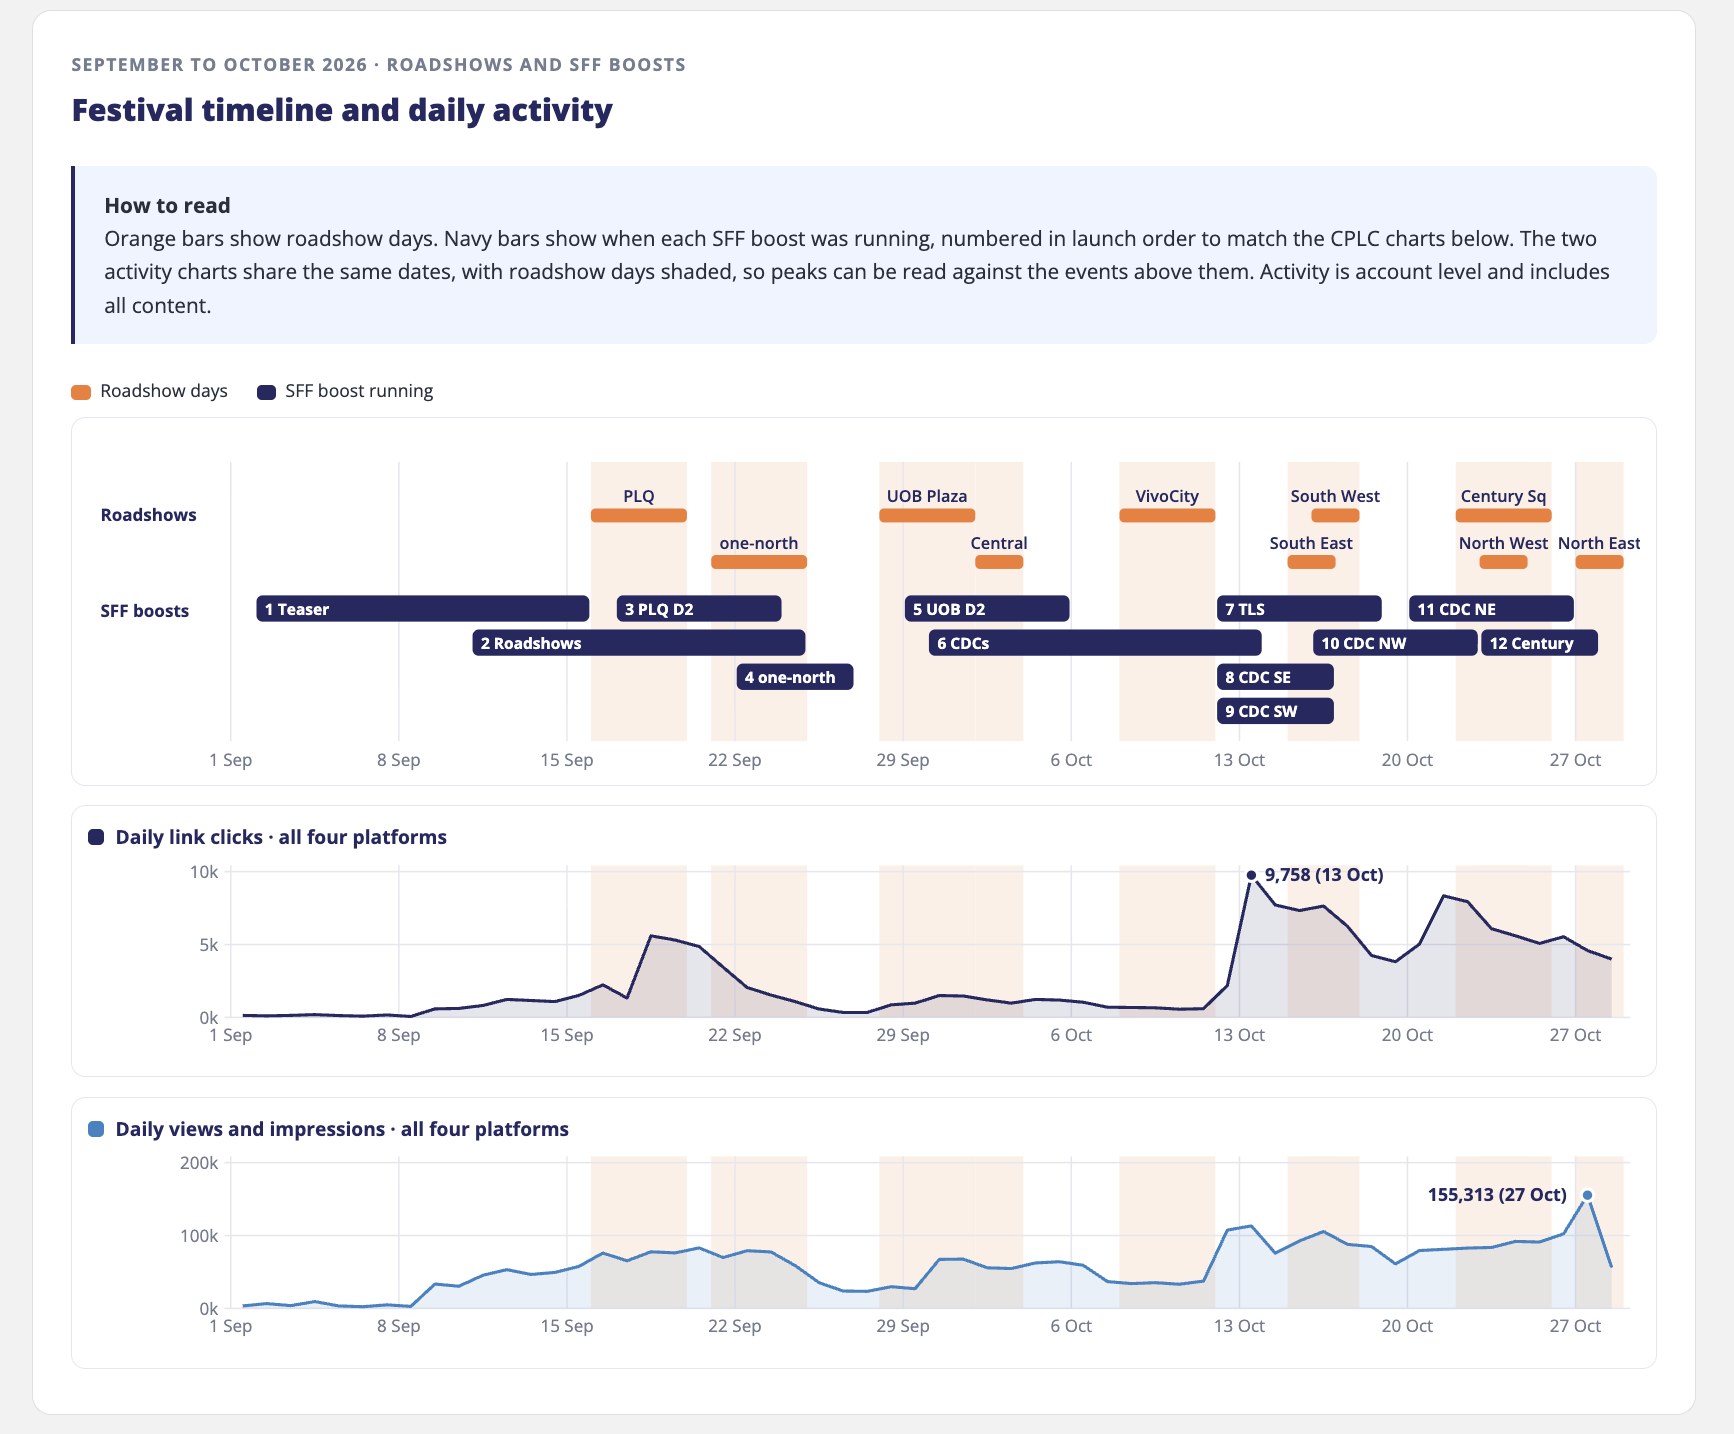 SEPTEMBER TO OCTOBER 2026 · ROADSHOWS AND SFF BOOSTS
Festival timeline and daily activity
How to read
Orange bars show roadshow days. Navy bars show when each SFF boost was running, numbered in launch order to match the CPLC charts below. The two
activity charts share the same dates, with roadshow days shaded, so peaks can be read against the events above them. Activity is account level and includes
all content.
Roadshow days SFF boost running
PLQ UOB Plaza VivoCity South West Century Sq
Roadshows
one-north Central South East North West North East
SFF boosts
1 Teaser 3 PLQ D2 5 UOB D2 7 TLS 11 CDC NE
2 Roadshows 6 CDCs 10 CDC NW 12 Century
4 one-north 8 CDC SE
9 CDC SW
1 Sep 8 Sep 15 Sep 22 Sep 29 Sep 6 Oct 13 Oct 20 Oct 27 Oct
Daily link clicks · all four platforms
10k
9,758 (13 Oct)
5k
0k
1 Sep 8 Sep 15 Sep 22 Sep 29 Sep 6 Oct 13 Oct 20 Oct 27 Oct
Daily views and impressions · all four platforms
200k
155,313 (27 Oct)
100k
0k
1 Sep 8 Sep 15 Sep 22 Sep 29 Sep 6 Oct 13 Oct 20 Oct 27 Oct